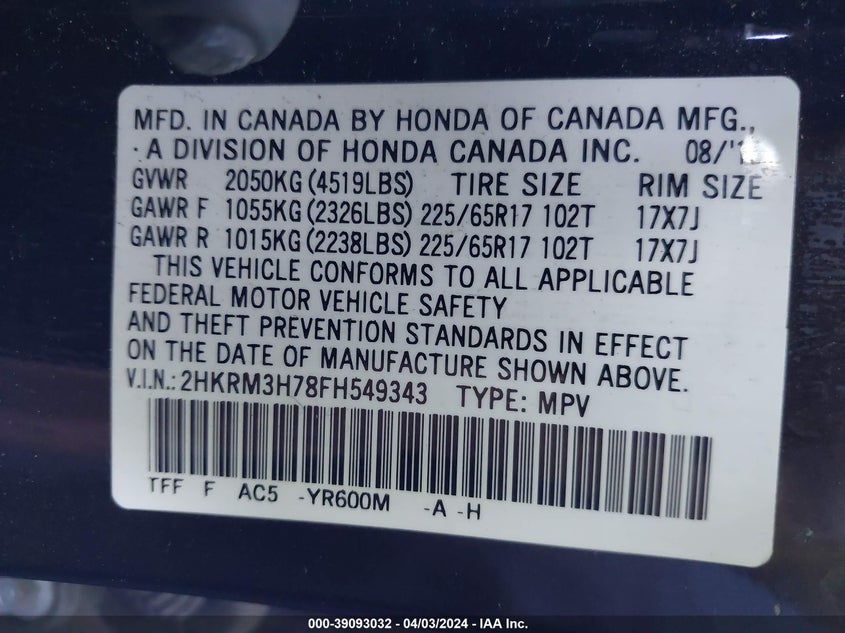 MFD. IN CANADA BY HONDA OF CANADA MFG.,
A DIVISION OF HONDA CANADA INC.
GVWR 2050KG (4519LBS) TIRE SIZE RIM SIZE
GAWR F 1055KG (2326LBS) 225/65R17 102T 17X7J
GAWR R 1015KG (2238LBS) 225/65R17 102T 17X7J
THIS VEHICLE CONFORMS TO ALL APPLICABLE
FEDERAL MOTOR VEHICLE SAFETY
AND THEFT PREVENTION STANDARDS IN EFFECT
ON THE DATE OF MANUFACTURE SHOWN ABOVE.
V.I.N.: 2HKRM3H78FH549343 TYPE: MPV
TFF F AC5 -YR600M -A -H
000-39093032 - 04/03/2024 - IAA Inc.